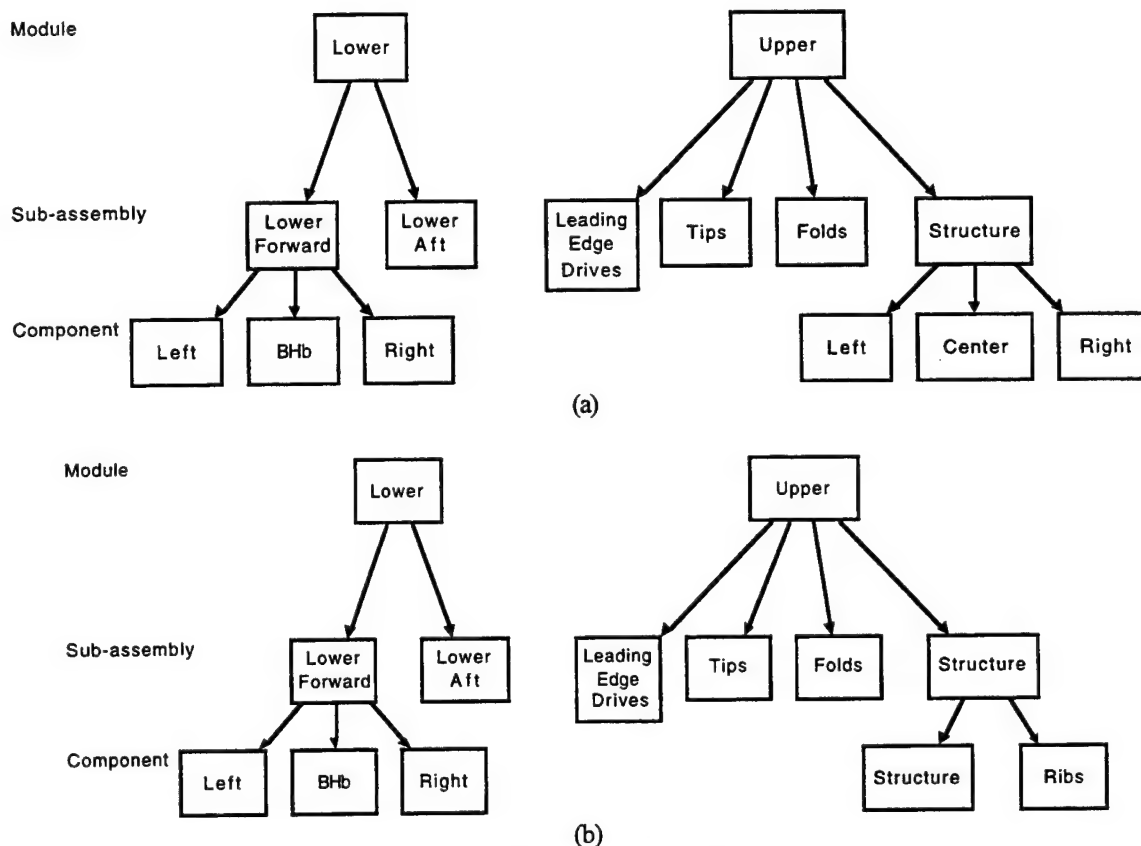 Module
Lower
Upper
Sub-assembly
Lower
Forward
Lower
Aft
Leading
Edge
Drives
Tips
Folds
Structure
Component
Left
BHb
Right
Left
Center
Right
(a)
Module
Lower
Upper
Sub-assembly
Lower
Forward
Lower
Aft
Leading
Edge
Drives
Tips
Folds
Structure
Component
Left
BHb
Right
Structure
Ribs
(b)